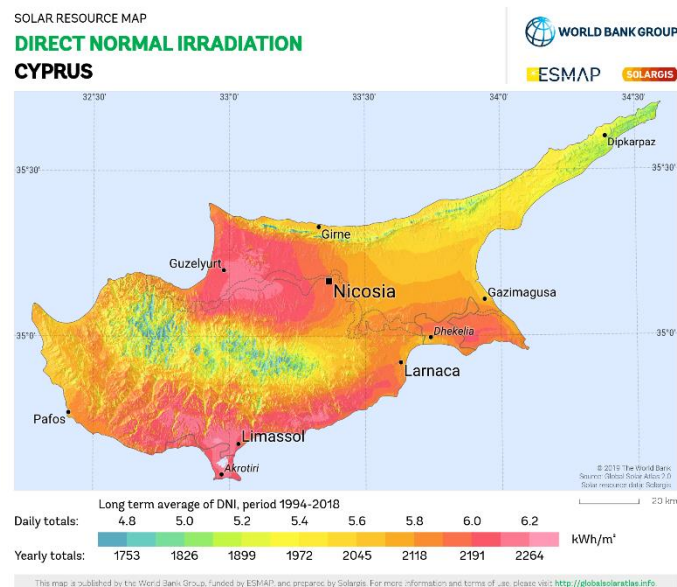 SOLAR RESOURCE MAP
DIRECT NORMAL IRRADIATION
CYPRUS
WORLD BANK GROUP
ESMAP
SOLARGIS
32°30' 33°0' 33°30' 34°0' 34°30'
Dipkarpaz
35°30' 35°30'
Girne
Guzelyurt
Nicosia
Gazimagusa
35°0' Dhekelia 35°0'
Larnaca
Pafos
Limassol
Akrotiri
© 2019 The World Bank
Source: Global Solar Atlas 2.0
Solar resource data: Solargis
20 km
Long term average of DNI, period 1994-2018
Daily totals: 4.8 5.0 5.2 5.4 5.6 5.8 6.0 6.2
kWh/m²
Yearly totals: 1753 1826 1899 1972 2045 2118 2191 2264
This map is published by the World Bank Group, funded by ESMAP, and prepared by Solargis. For more information and terms of use, please visit http://globalsolaratlas.info